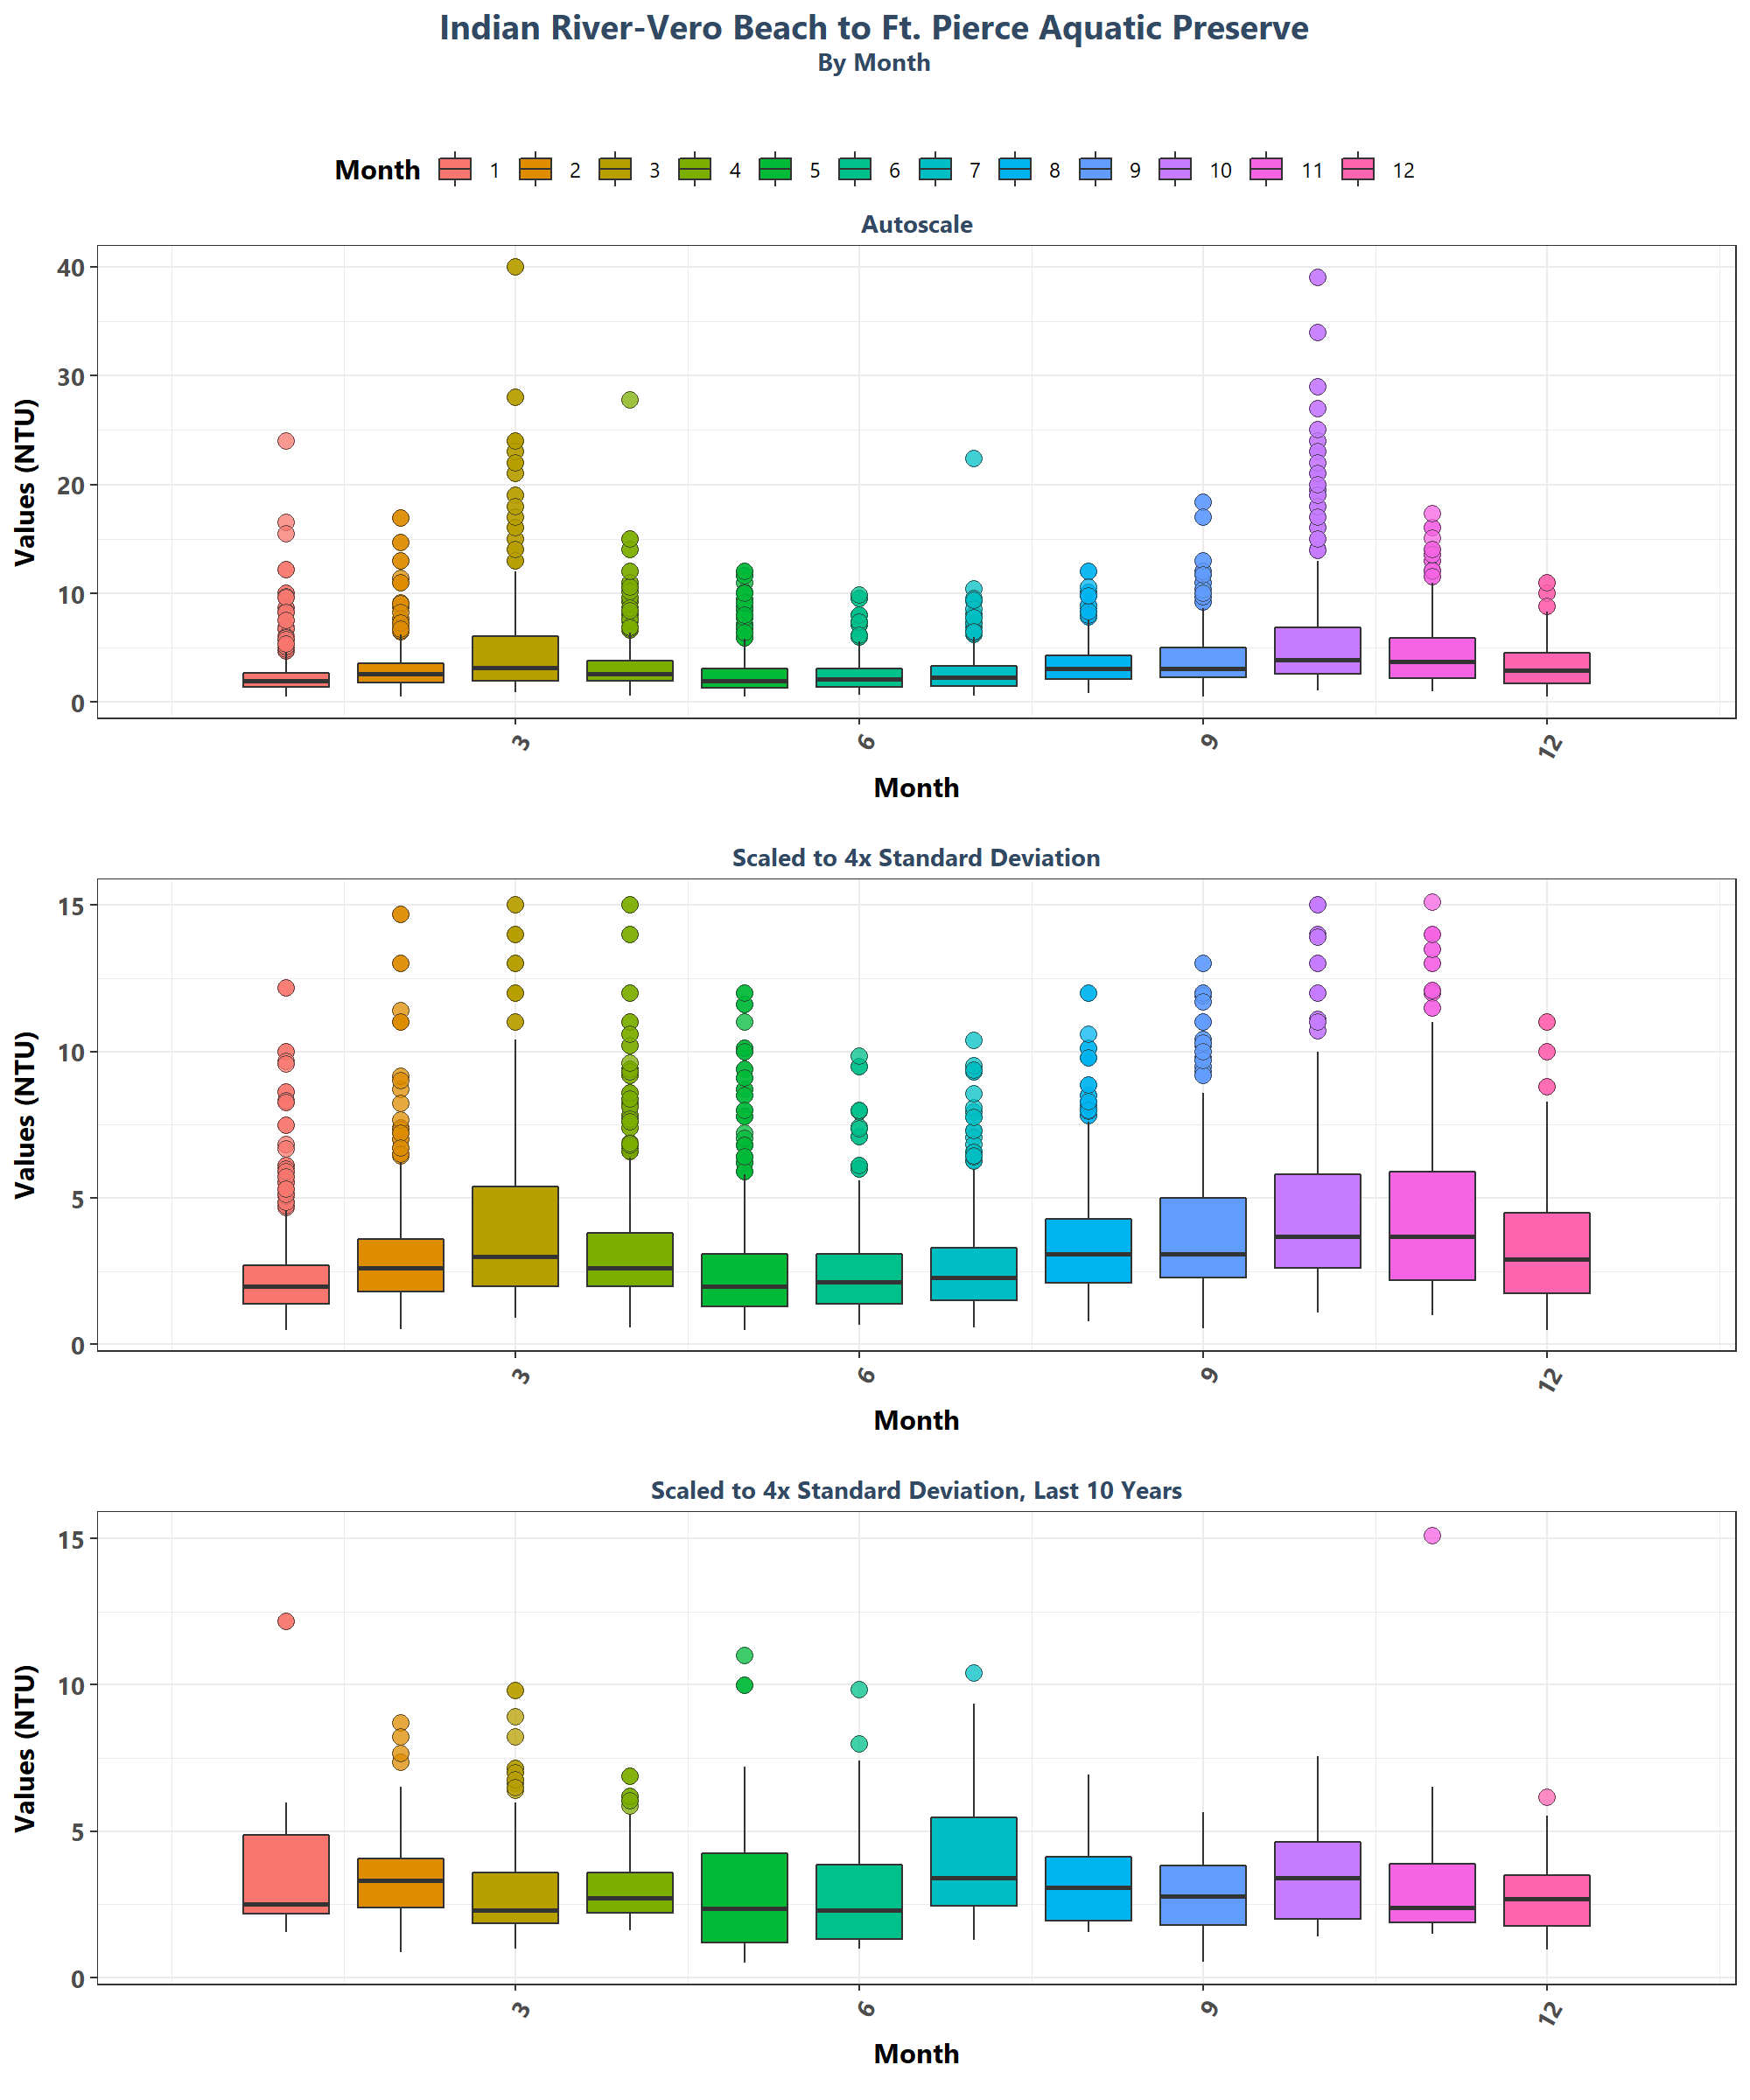 Indian River-Vero Beach to Ft. Pierce Aquatic Preserve
By Month
Month 1 2 3 4 5 6 7 8 9 10 11 12
Autoscale
Values (NTU)
40
30
20
10
0
3 6 9 12
Month
Scaled to 4x Standard Deviation
Values (NTU)
15
10
5
0
3 6 9 12
Month
Scaled to 4x Standard Deviation, Last 10 Years
Values (NTU)
15
10
5
0
3 6 9 12
Month